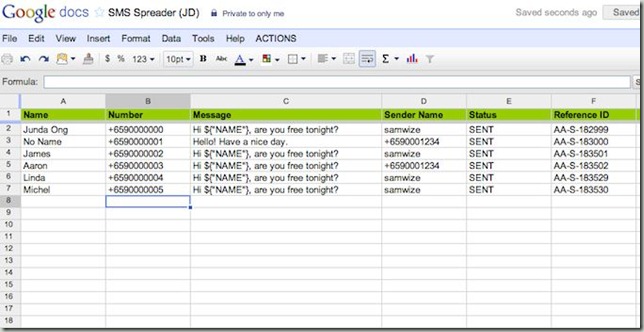 Google docs SMS Spreader (JD) Private to only me Saved seconds ago Saved
File Edit View Insert Format Data Tools Help ACTIONS
$ % 123 10pt B Abc A Σ
Formula:
A B C D E F
1 Name Number Message Sender Name Status Reference ID
2 Junda Ong +6590000000 Hi ${"NAME"}, are you free tonight? samwize SENT AA-S-182999
3 No Name +6590000001 Hello! Have a nice day. +6590001234 SENT AA-S-183000
4 James +6590000002 Hi ${"NAME"}, are you free tonight? samwize SENT AA-S-183501
5 Aaron +6590000003 Hi ${"NAME"}, are you free tonight? +6590001234 SENT AA-S-183502
6 Linda +6590000004 Hi ${"NAME"}, are you free tonight? samwize SENT AA-S-183529
7 Michel +6590000005 Hi ${"NAME"}, are you free tonight? samwize SENT AA-S-183530
8
9
10
11
12
13
14
15
16
17
18